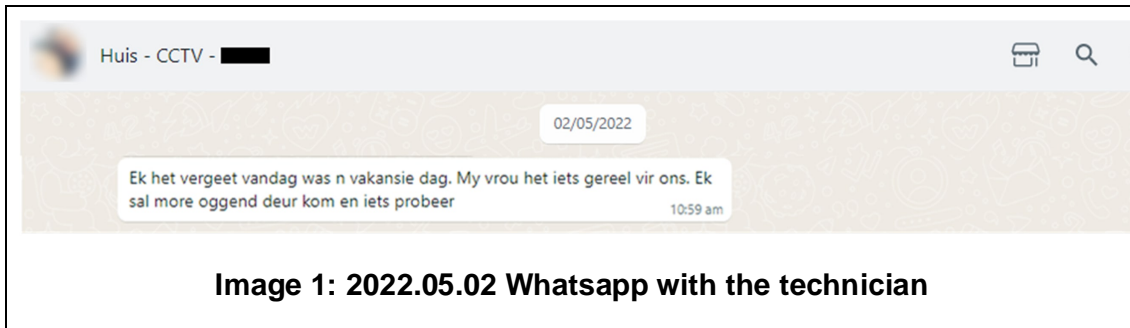 Huis - CCTV -
02/05/2022
Ek het vergeet vandag was n vakansie dag. My vrou het iets gereel vir ons. Ek
sal more oggend deur kom en iets probeer
10:59 am
Image 1: 2022.05.02 Whatsapp with the technician